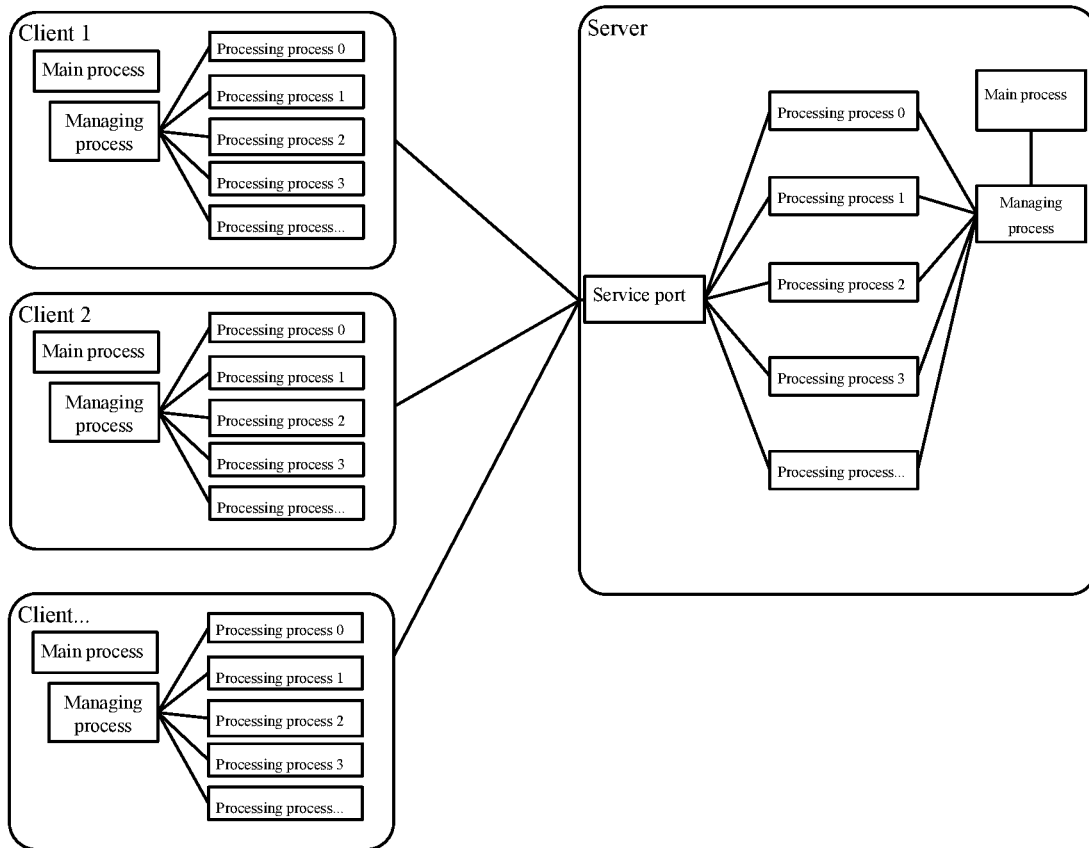 Client 1
Main process
Managing
process
Processing process 0
Processing process 1
Processing process 2
Processing process 3
Processing process...
Client 2
Main process
Managing
process
Processing process 0
Processing process 1
Processing process 2
Processing process 3
Processing process...
Client...
Main process
Managing
process
Processing process 0
Processing process 1
Processing process 2
Processing process 3
Processing process...
Server
Service port
Processing process 0
Processing process 1
Processing process 2
Processing process 3
Processing process...
Main process
Managing
process